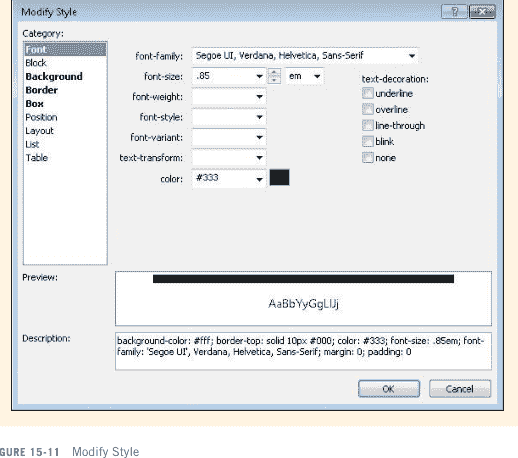 Modify Style
Category:
Font
Block
Background
Border
Box
Position
Layout
List
Table
font-family: Segoe UI, Verdana, Helvetica, Sans-Serif
font-size: .85 em
font-weight:
font-style:
font-variant:
text-transform:
color: #333
text-decoration:
underline
overline
line-through
blink
none
Preview:
AaBbYyGgLlJj
Description:
background-color: #fff; border-top: solid 10px #000; color: #333; font-size: .85em; font-
family: 'Segoe UI', Verdana, Helvetica, Sans-Serif; margin: 0; padding: 0
OK Cancel
GURE 15-11 Modify Style